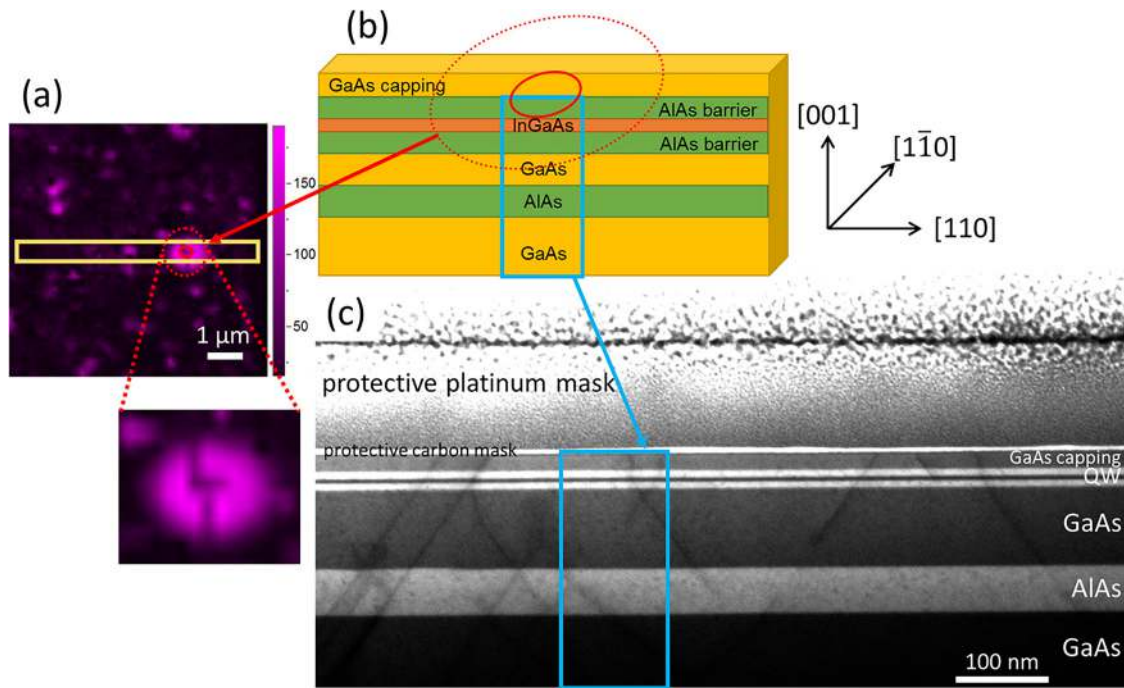 (a)
150
100
50
1 μm
(b)
GaAs capping
AlAs barrier
InGaAs
AlAs barrier
GaAs
AlAs
GaAs
[001]
[11̅0]
[110]
(c)
protective platinum mask
protective carbon mask
GaAs capping
QW
GaAs
AlAs
GaAs
100 nm